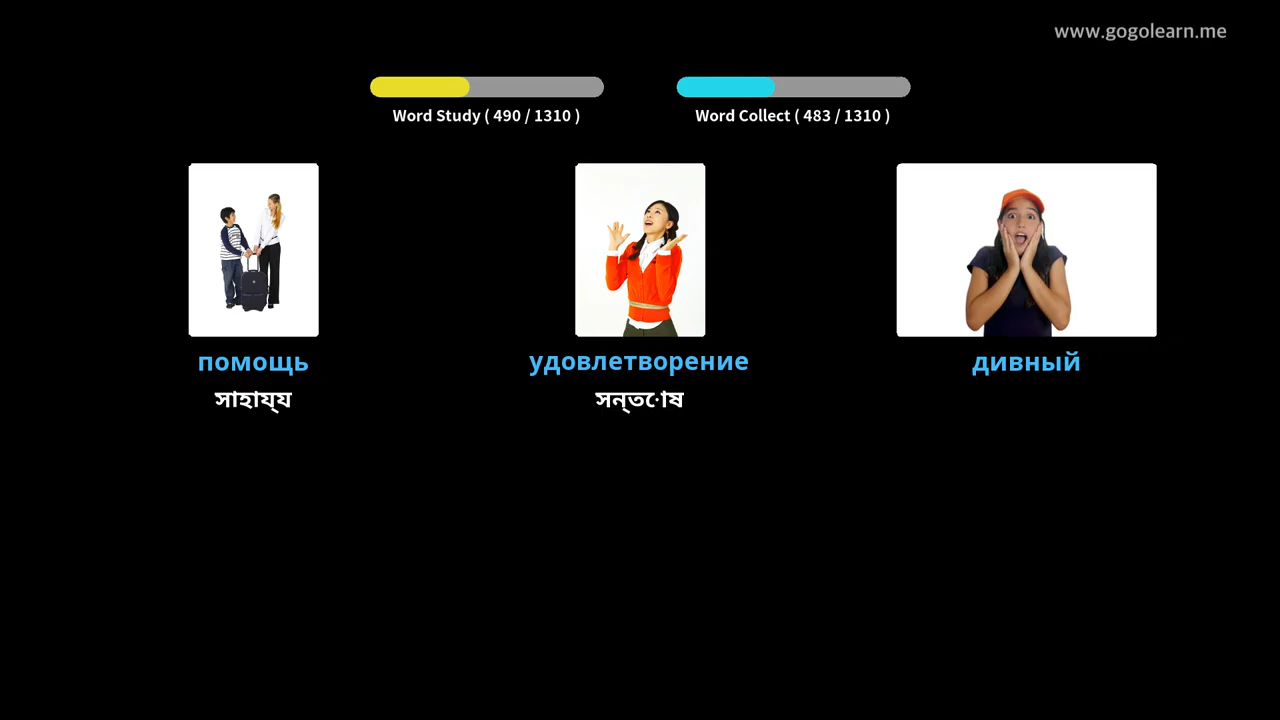 www.gogolearn.me
Word Study ( 490 / 1310 )
Word Collect ( 483 / 1310 )
помощь
удовлетворение
дивный
সাহায্য
সন্তোষ